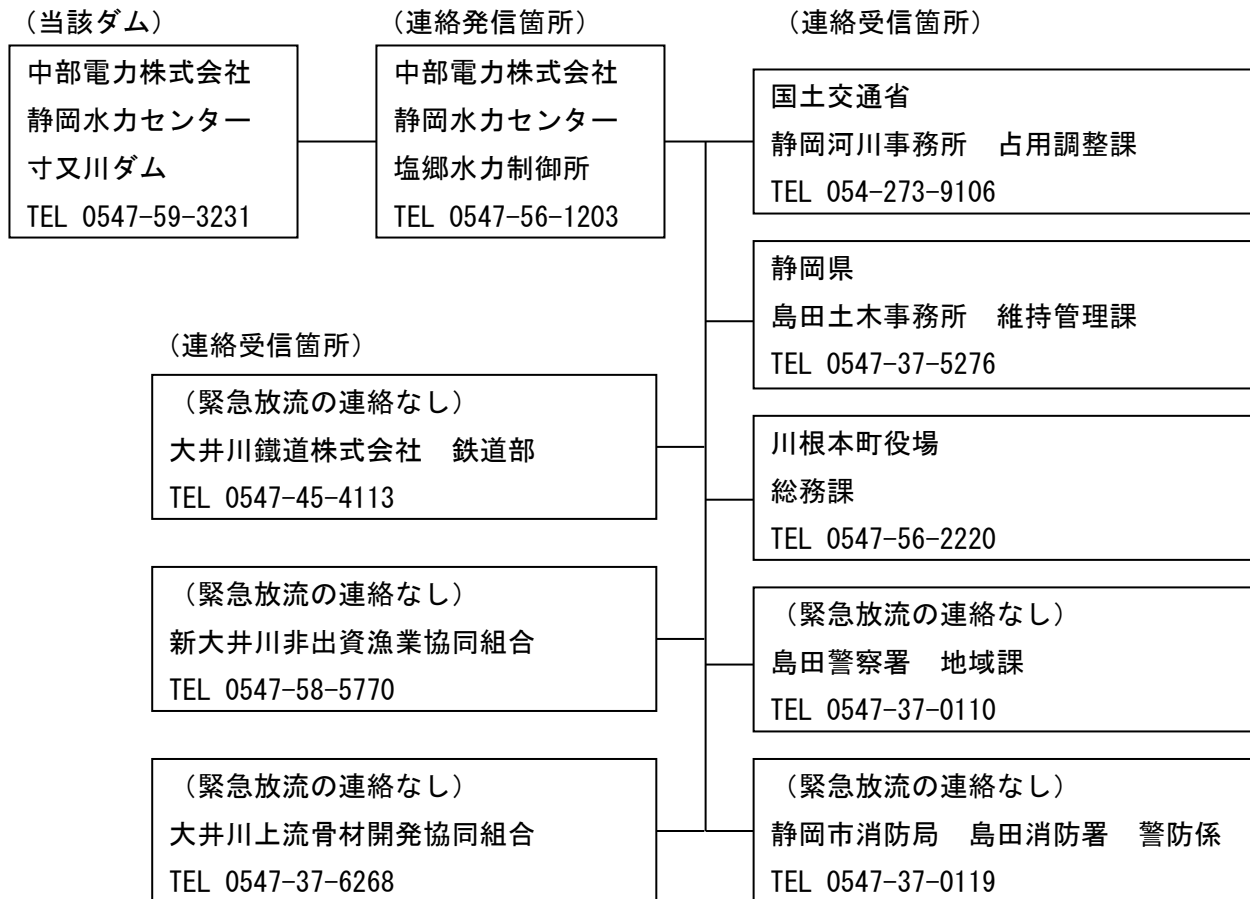 （当該ダム）
中部電力株式会社
静岡水力センター
寸又川ダム
TEL 0547-59-3231
（連絡発信箇所）
中部電力株式会社
静岡水力センター
塩郷水力制御所
TEL 0547-56-1203
（連絡受信箇所）
国土交通省
静岡河川事務所　占用調整課
TEL 054-273-9106
静岡県
島田土木事務所　維持管理課
TEL 0547-37-5276
川根本町役場
総務課
TEL 0547-56-2220
（緊急放流の連絡なし）
島田警察署　地域課
TEL 0547-37-0110
（緊急放流の連絡なし）
静岡市消防局　島田消防署　警防係
TEL 0547-37-0119
（連絡受信箇所）
（緊急放流の連絡なし）
大井川鐵道株式会社　鉄道部
TEL 0547-45-4113
（緊急放流の連絡なし）
新大井川非出資漁業協同組合
TEL 0547-58-5770
（緊急放流の連絡なし）
大井川上流骨材開発協同組合
TEL 0547-37-6268